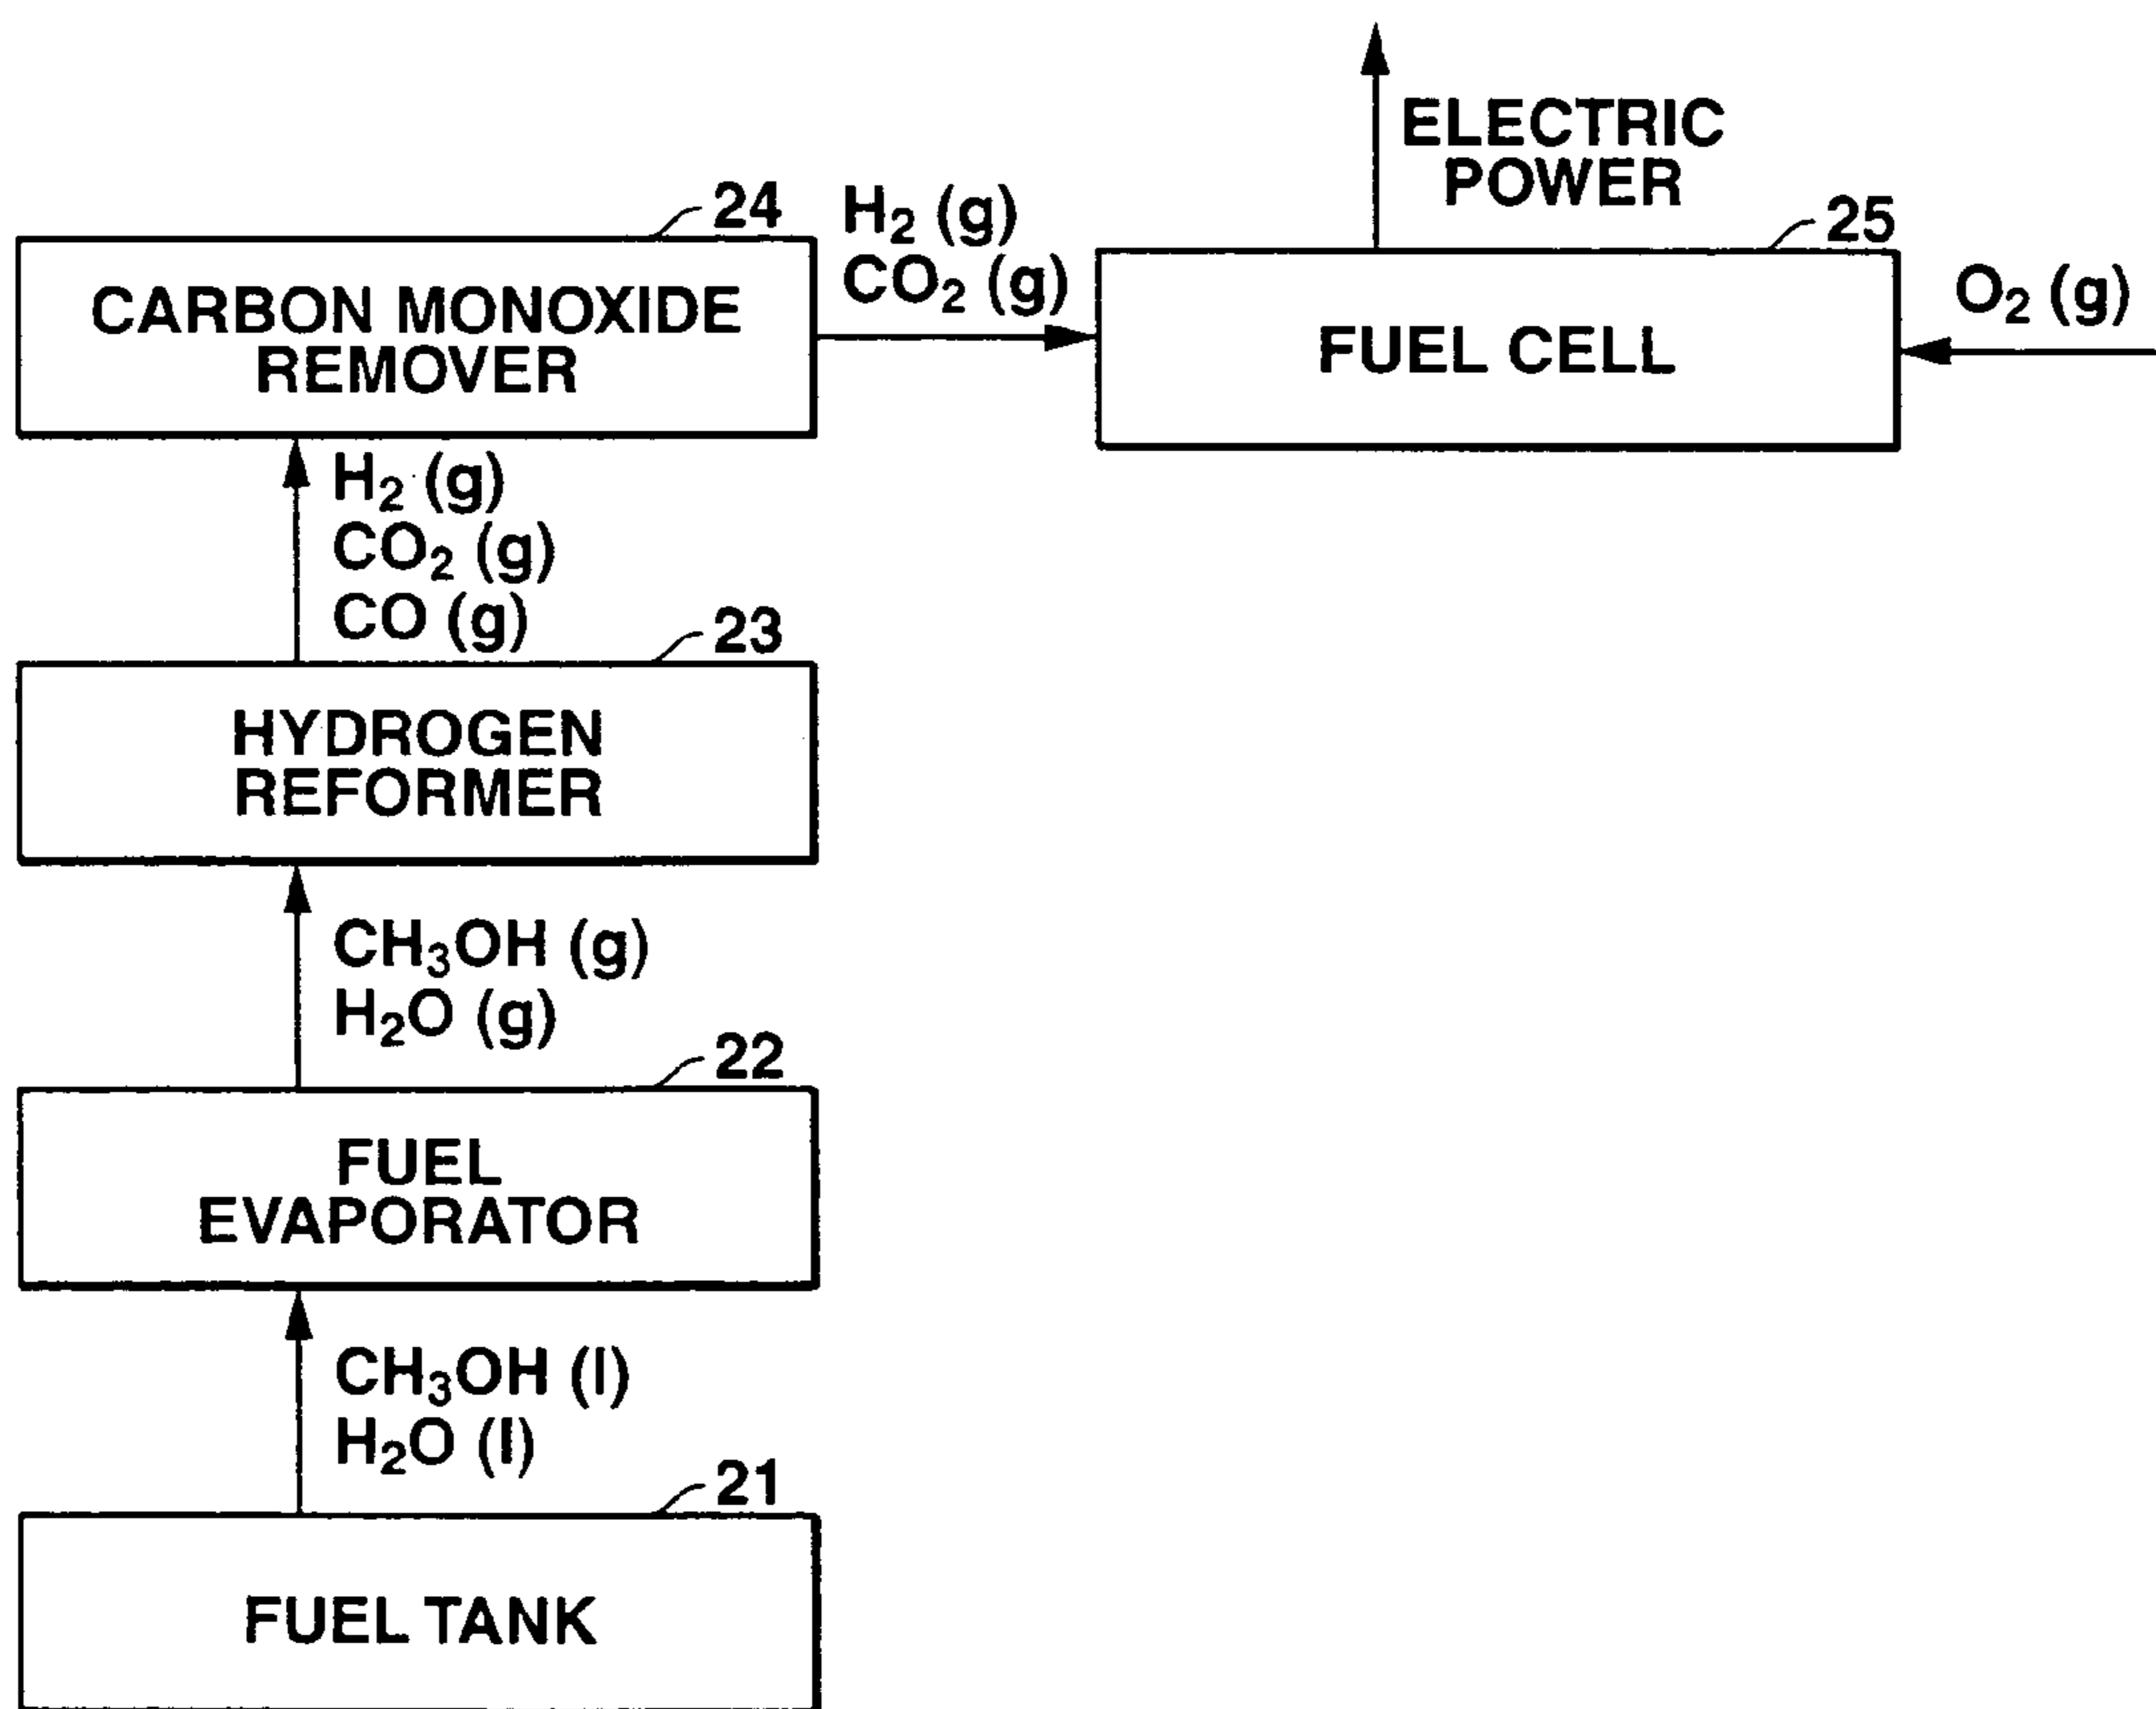 ELECTRIC
POWER
24
H₂ (g)
CO₂ (g)
25
O₂ (g)
CARBON MONOXIDE
REMOVER
FUEL CELL
H₂ (g)
CO₂ (g)
CO (g)
23
HYDROGEN
REFORMER
CH₃OH (g)
H₂O (g)
22
FUEL
EVAPORATOR
CH₃OH (l)
H₂O (l)
21
FUEL TANK